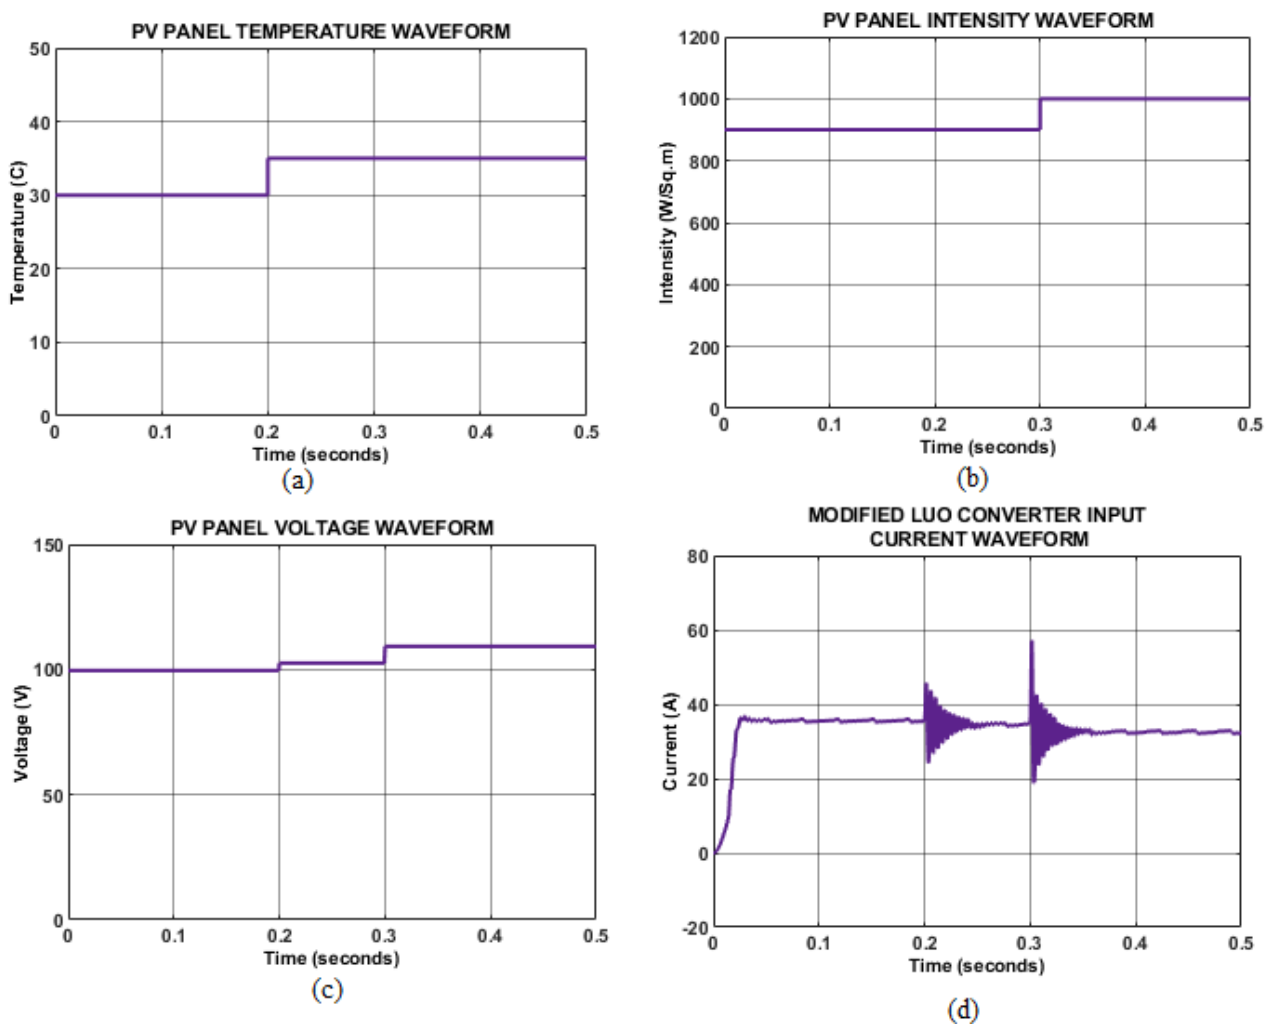 PV PANEL TEMPERATURE WAVEFORM
50
40
30
20
10
0
Temperature (C)
0 0.1 0.2 0.3 0.4 0.5
Time (seconds)
(a)
PV PANEL INTENSITY WAVEFORM
1200
1000
800
600
400
200
0
Intensity (W/Sq.m)
0 0.1 0.2 0.3 0.4 0.5
Time (seconds)
(b)
PV PANEL VOLTAGE WAVEFORM
150
100
50
0
Voltage (V)
0 0.1 0.2 0.3 0.4 0.5
Time (seconds)
(c)
MODIFIED LUO CONVERTER INPUT
CURRENT WAVEFORM
80
60
40
20
0
-20
Current (A)
0 0.1 0.2 0.3 0.4 0.5
Time (seconds)
(d)